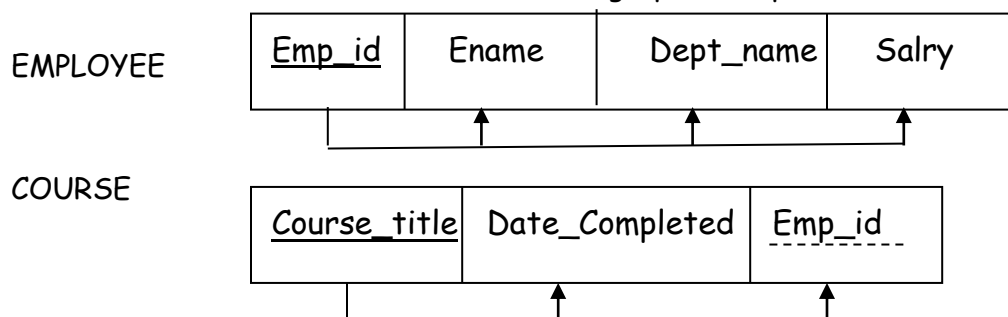 EMPLOYEE
Emp_id Ename Dept_name Salry
COURSE
Course_title Date_Completed Emp_id